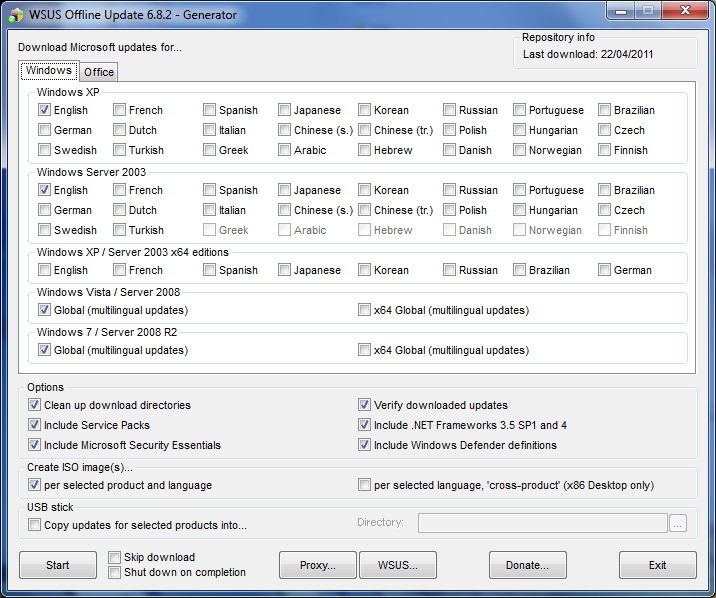 WSUS Offline Update 6.8.2 - Generator
Download Microsoft updates for...
Repository info
Last download: 22/04/2011
Windows Office
Windows XP
English French Spanish Japanese Korean Russian Portuguese Brazilian
German Dutch Italian Chinese (s.) Chinese (tr.) Polish Hungarian Czech
Swedish Turkish Greek Arabic Hebrew Danish Norwegian Finnish
Windows Server 2003
English French Spanish Japanese Korean Russian Portuguese Brazilian
German Dutch Italian Chinese (s.) Chinese (tr.) Polish Hungarian Czech
Swedish Turkish Greek Arabic Hebrew Danish Norwegian Finnish
Windows XP / Server 2003 x64 editions
English French Spanish Japanese Korean Russian Brazilian German
Windows Vista / Server 2008
Global (multilingual updates) x64 Global (multilingual updates)
Windows 7 / Server 2008 R2
Global (multilingual updates) x64 Global (multilingual updates)
Options
Clean up download directories Verify downloaded updates
Include Service Packs Include .NET Frameworks 3.5 SP1 and 4
Include Microsoft Security Essentials Include Windows Defender definitions
Create ISO image(s)...
per selected product and language per selected language, 'cross-product' (x86 Desktop only)
USB stick
Copy updates for selected products into... Directory: ...
Start Skip download Proxy... WSUS... Donate... Exit
Shut down on completion